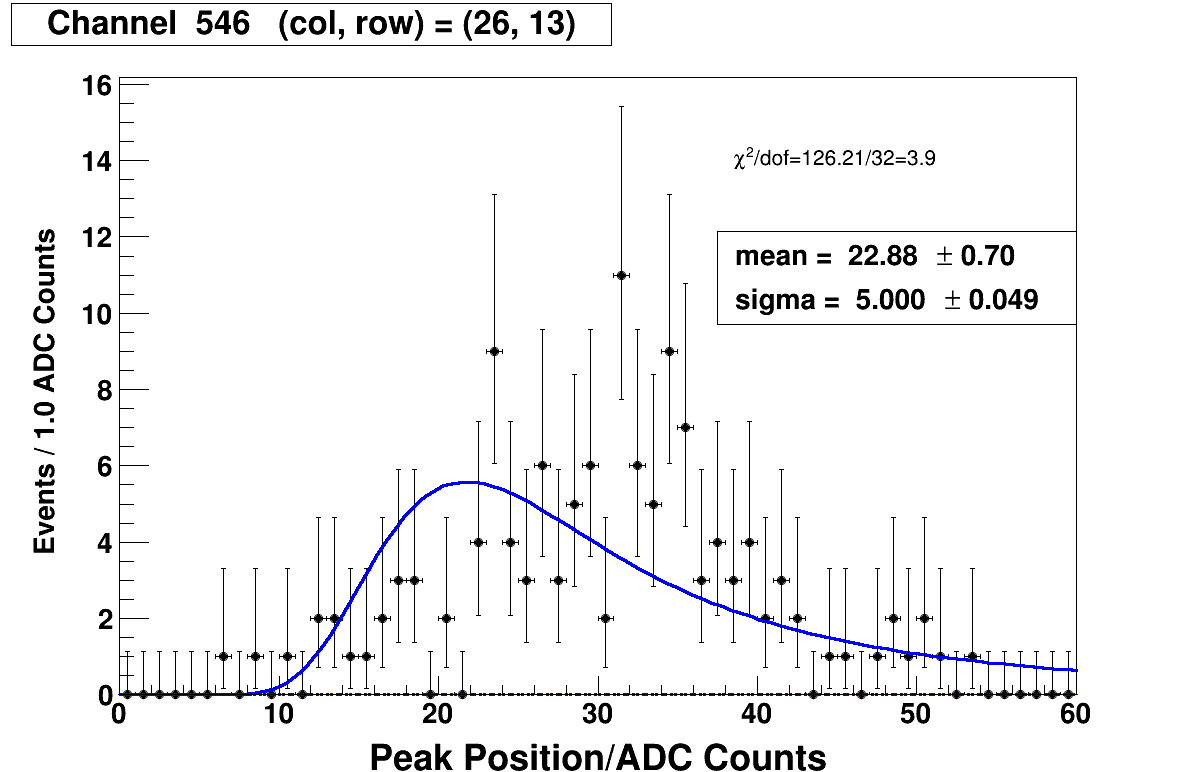 Channel 546 (col, row) = (26, 13)
16
14
12
10
8
6
4
2
0
Events / 1.0 ADC Counts
χ²/dof=126.21/32=3.9
mean = 22.88 ± 0.70
sigma = 5.000 ± 0.049
0 10 20 30 40 50 60
Peak Position/ADC Counts